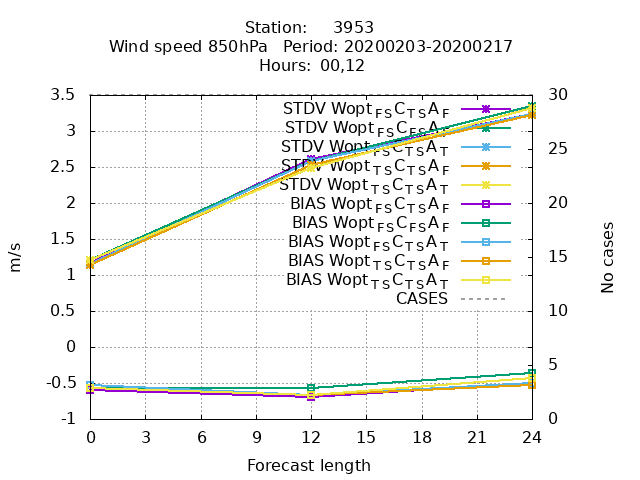 Station:     3953
Wind speed 850hPa   Period: 20200203-20200217
Hours: 00,12
3.5
3
2.5
2
1.5
1
0.5
0
-0.5
-1
m/s
STDV Wopt FS C TS A F
STDV Wopt FS C FS A F
STDV Wopt FS C TS A T
STDV Wopt TS C TS A F
STDV Wopt TS C TS A T
BIAS Wopt FS C TS A F
BIAS Wopt FS C FS A F
BIAS Wopt FS C TS A T
BIAS Wopt TS C TS A F
BIAS Wopt TS C TS A T
CASES
30
25
20
15
10
5
0
No cases
0 3 6 9 12 15 18 21 24
Forecast length